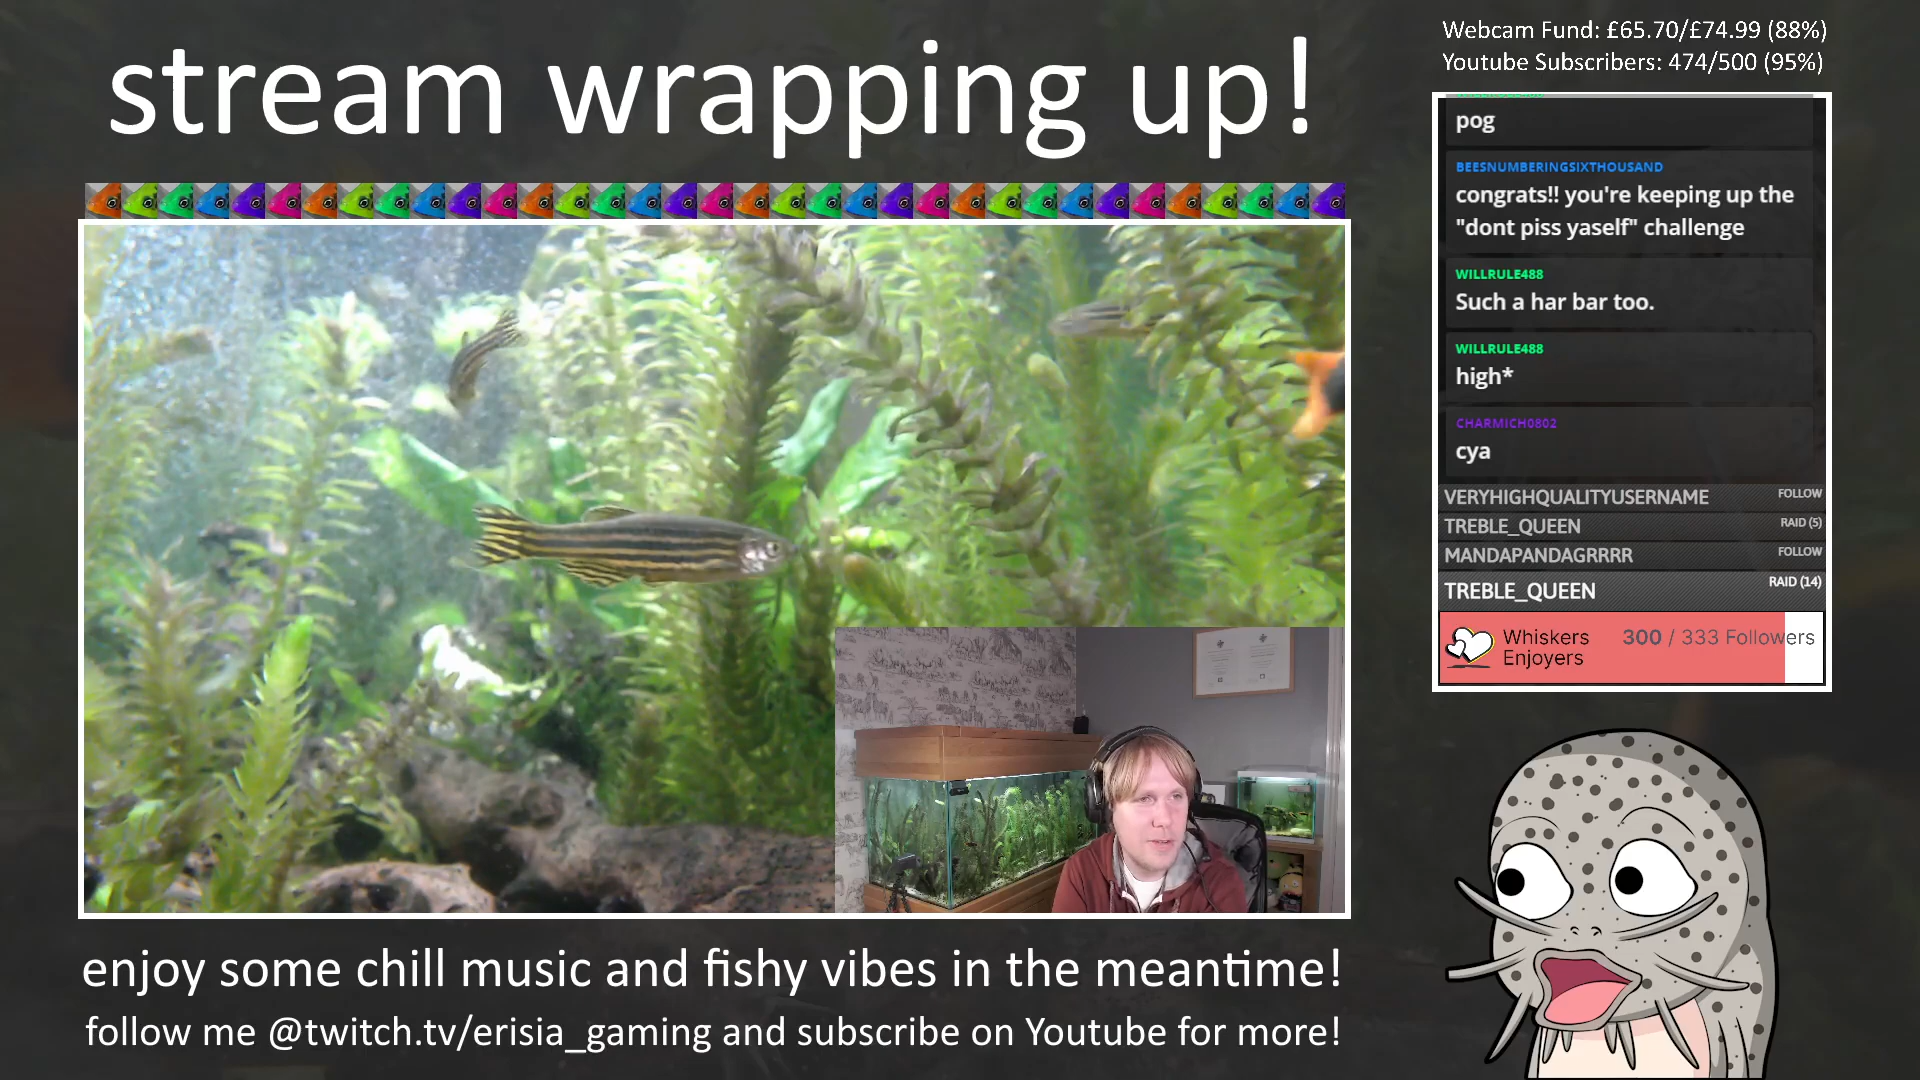 stream wrapping up!
Webcam Fund: £65.70/£74.99 (88%)
Youtube Subscribers: 474/500 (95%)
pog
BEESNUMBERINGSIXTHOUSAND
congrats!! you're keeping up the
"dont piss yaself" challenge
WILLRULE488
Such a har bar too.
WILLRULE488
high*
CHARMICH0802
cya
VERYHIGHQUALITYUSERNAME FOLLOW
TREBLE_QUEEN RAID (5)
MANDAPANDAGRRRR FOLLOW
TREBLE_QUEEN RAID (14)
Whiskers 300 / 333 Followers
Enjoyers
enjoy some chill music and fishy vibes in the meantime!
follow me @twitch.tv/erisia_gaming and subscribe on Youtube for more!